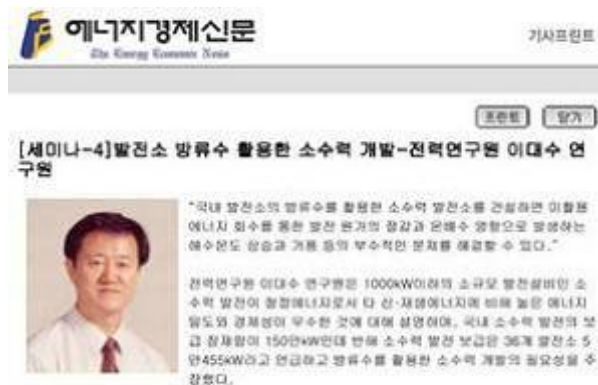 에너지경제신문
The Energy Economic News
기사프린트
프린트 닫기
[세미나-4]발전소 방류수 활용한 소수력 개발-전력연구원 이대수 연
구원
"국내 발전소의 방류수를 활용한 소수력 발전소를 건설하면 미활용
에너지 회수를 통한 발전 원가의 절감과 온배수 영향으로 발생하는
해수온도 상승과 거품 등의 부수적인 문제를 해결할 수 있다."
전력연구원 이대수 연구원은 1000kW이하의 소규모 발전설비인 소
수력 발전이 청정에너지로서 타 신·재생에너지에 비해 높은 에너지
밀도와 경제성이 우수한 것에 대해 설명하며, 국내 소수력 발전의 보
급 잠재량이 150만kW인데 반해 소수력 발전 보급은 36개 발전소 5
만455kW라고 언급하고 방류수를 활용한 소수력 개발의 필요성을 주
장했다.